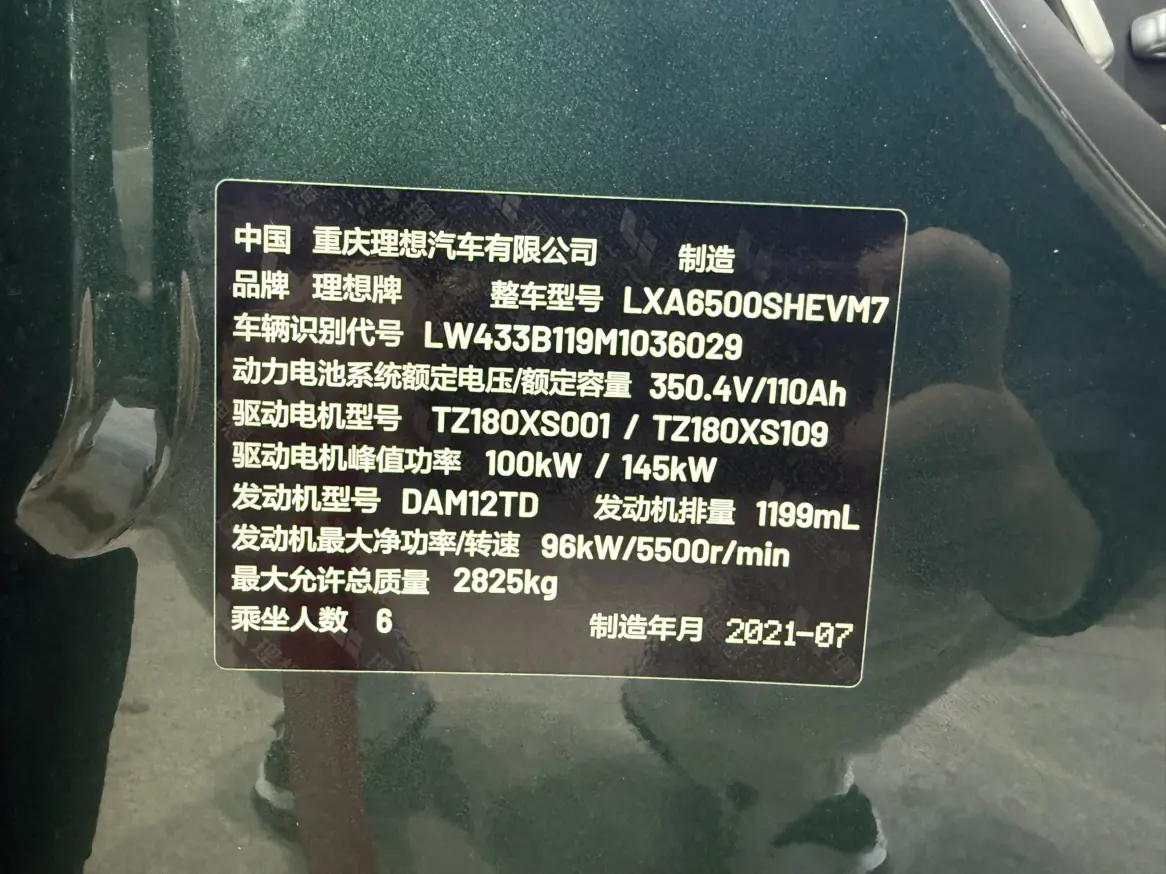 中国 重庆理想汽车有限公司 制造
品牌 理想牌 整车型号 LXA6500SHEVM7
车辆识别代号 LW433B119M1036029
动力电池系统额定电压/额定容量 350.4V/110Ah
驱动电机型号 TZ180XS001 / TZ180XS109
驱动电机峰值功率 100kW / 145kW
发动机型号 DAM12TD 发动机排量 1199mL
发动机最大净功率/转速 96kW/5500r/min
最大允许总质量 2825kg
乘坐人数 6 制造年月 2021-07